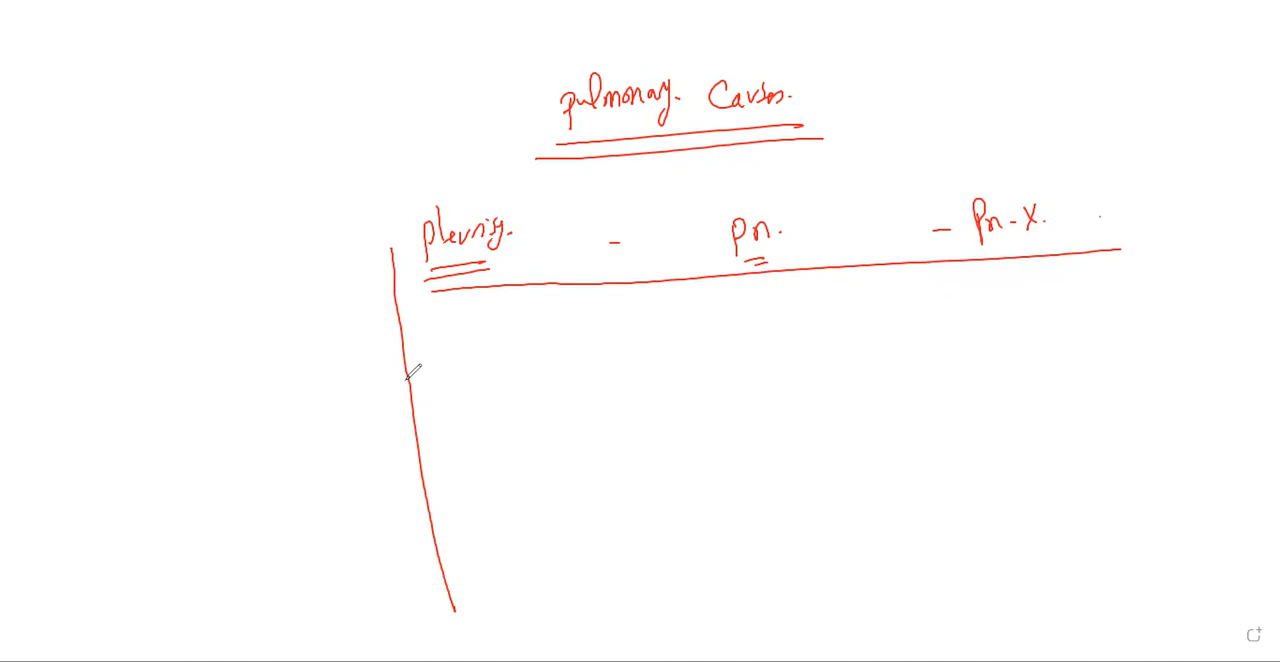 Pulmonary. Causes.
Pleurisy. - Pn. - Pn-X.